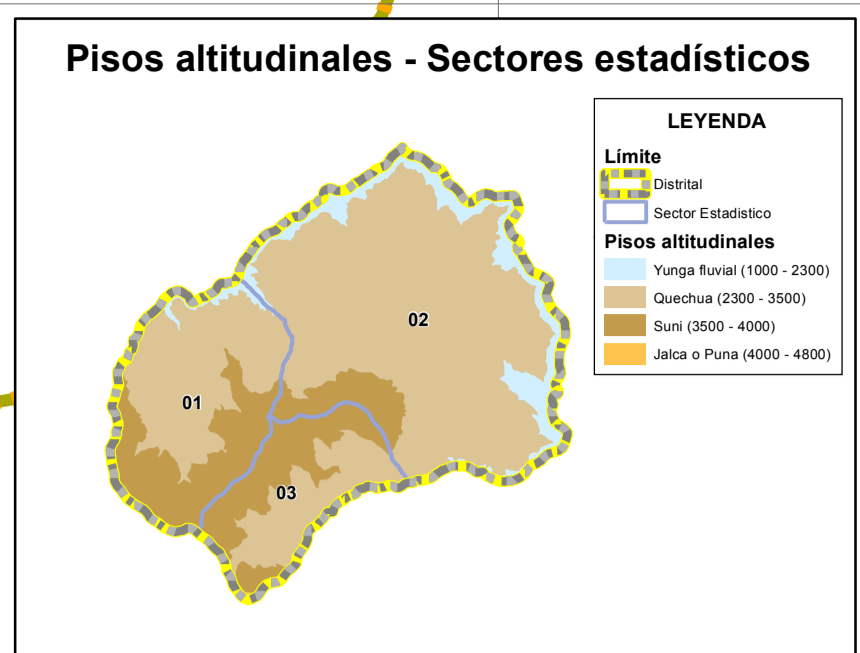 Pisos altitudinales - Sectores estadísticos
LEYENDA
Límite
Distrital
Sector Estadistico
Pisos altitudinales
Yunga fluvial (1000 - 2300)
Quechua (2300 - 3500)
Suni (3500 - 4000)
Jalca o Puna (4000 - 4800)
02
01
03